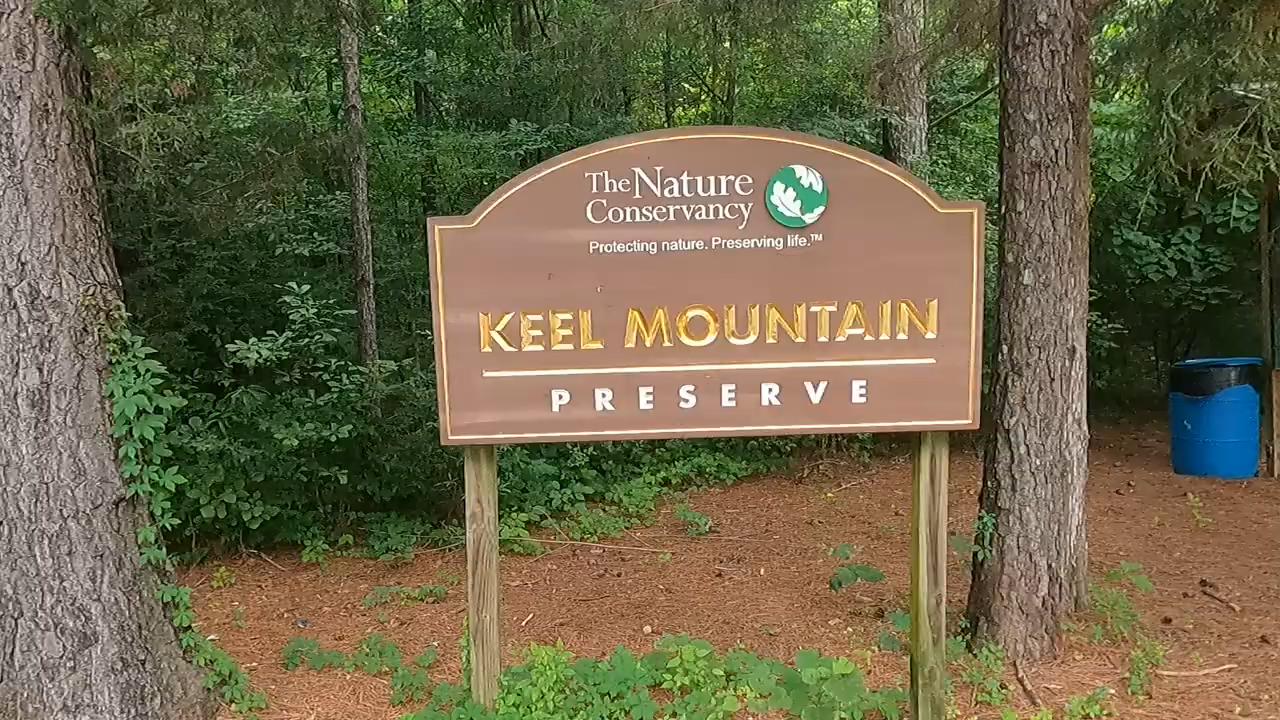 The Nature
Conservancy
Protecting nature. Preserving life.™
KEEL MOUNTAIN
PRESERVE